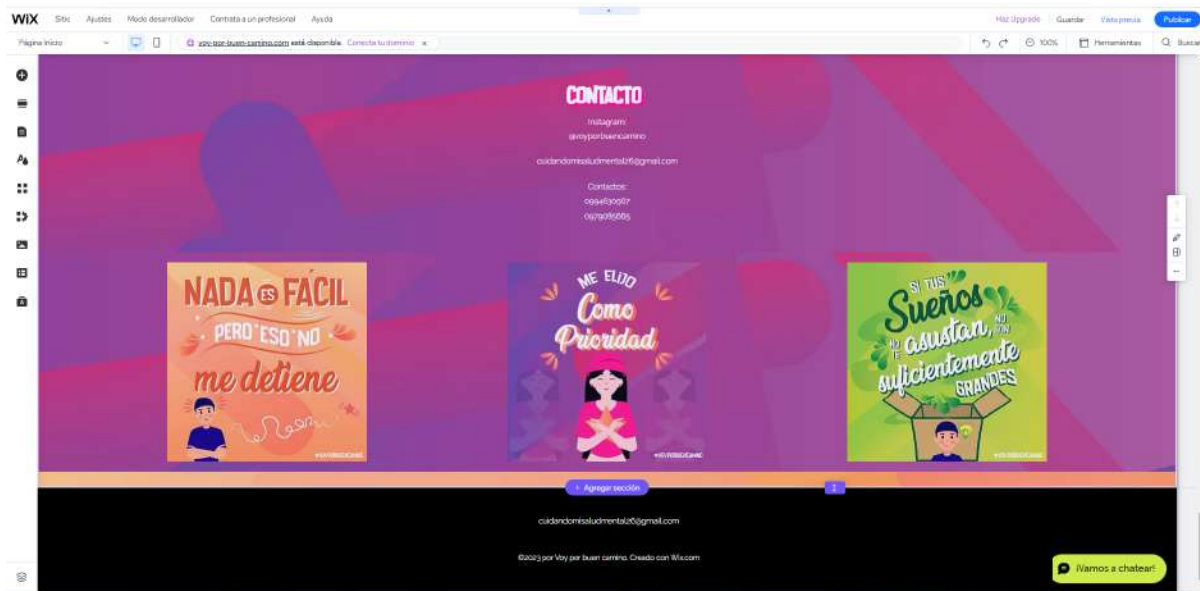 WiX Sitio Ajustes Modo desarrollador Contrata a un profesional Ayuda Haz Upgrade Guardar Vista previa Publicar
Página: Inicio voy-por-buen-camino.com está disponible. Conecta tu dominio × 100% Herramientas Buscar
CONTACTO
Instagram:
@voyporbuencamino
cuidandomisaludmental26@gmail.com
Contactos:
NADA ES FÁCIL
PERO ESO NO
me detiene
ME ELIJO
Como
Prioridad
SI TUS
Sueños
NO TE asustan, NO SON
suficientemente
GRANDES
+ Agregar sección
cuidandomisaludmental26@gmail.com
©2023 por Voy por buen camino. Creado con Wix.com
¡Vamos a chatear!